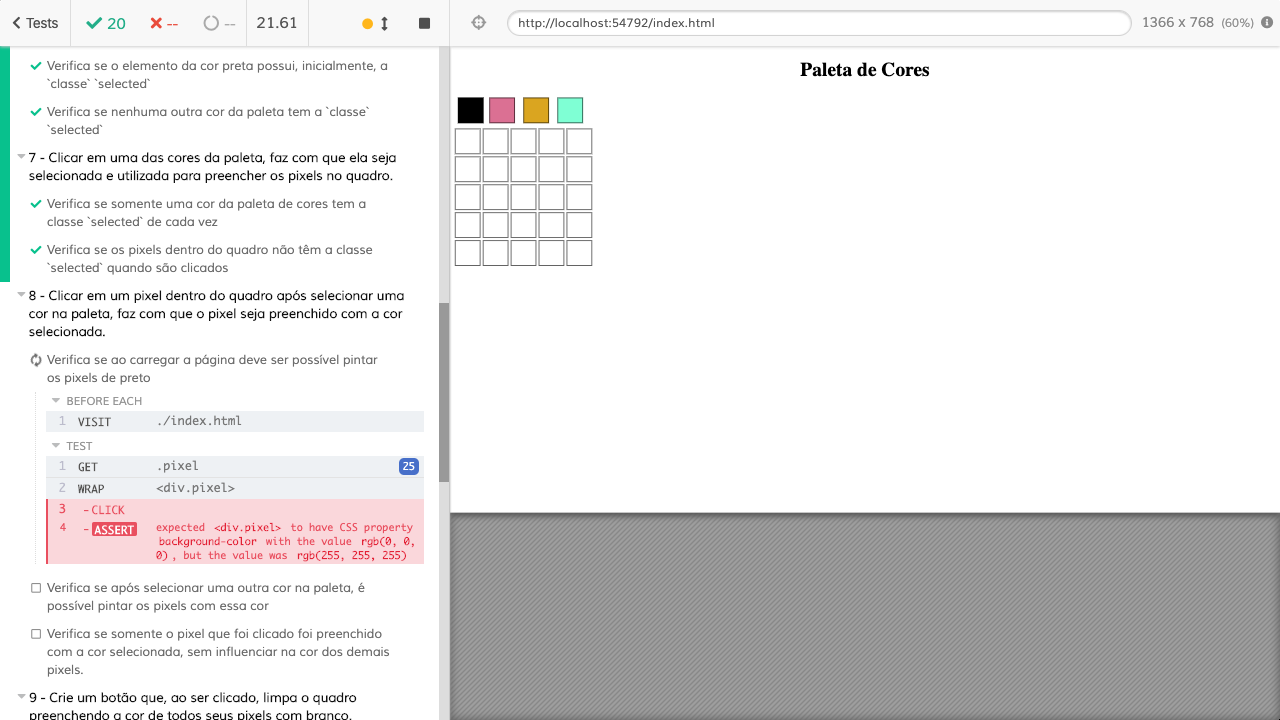 Tests
20
--
--
21.61
http://localhost:54792/index.html
1366 x 768 (60%)
Verifica se o elemento da cor preta possui, inicialmente, a
`classe` `selected`
Verifica se nenhuma outra cor da paleta tem a `classe`
`selected`
7 - Clicar em uma das cores da paleta, faz com que ela seja
selecionada e utilizada para preencher os pixels no quadro.
Verifica se somente uma cor da paleta de cores tem a
classe `selected` de cada vez
Verifica se os pixels dentro do quadro não têm a classe
`selected` quando são clicados
8 - Clicar em um pixel dentro do quadro após selecionar uma
cor na paleta, faz com que o pixel seja preenchido com a cor
selecionada.
Verifica se ao carregar a página deve ser possível pintar
os pixels de preto
BEFORE EACH
1 VISIT ./index.html
TEST
1 GET .pixel 25
2 WRAP <div.pixel>
3 -CLICK
4 -ASSERT expected <div.pixel> to have CSS property
background-color with the value rgb(0, 0,
0), but the value was rgb(255, 255, 255)
Verifica se após selecionar uma outra cor na paleta, é
possível pintar os pixels com essa cor
Verifica se somente o pixel que foi clicado foi preenchido
com a cor selecionada, sem influenciar na cor dos demais
pixels.
9 - Crie um botão que, ao ser clicado, limpa o quadro
preenchendo a cor de todos seus pixels com branco.
Paleta de Cores